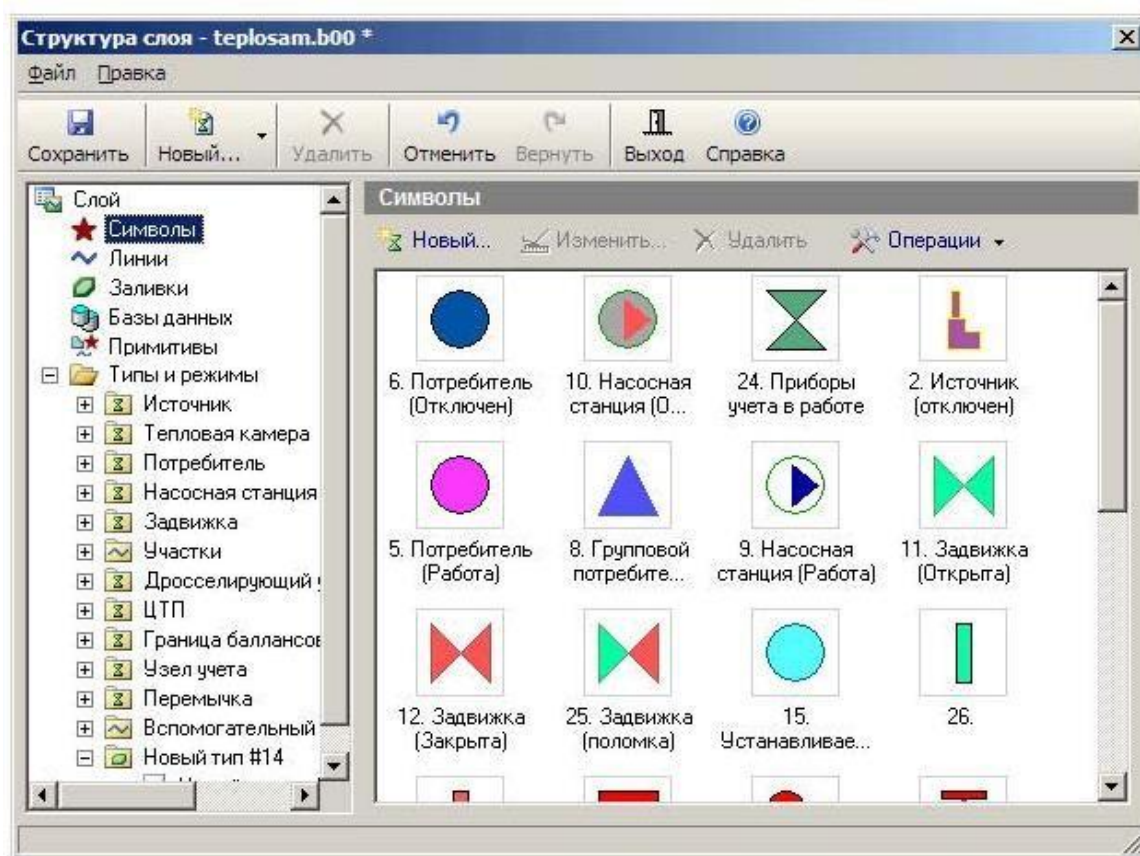 Структура слоя - teplosam.b00 *
Файл Правка
Сохранить Новый... Удалить Отменить Вернуть Выход Справка
Слой
Символы
Линии
Заливки
Базы данных
Примитивы
Типы и режимы
Источник
Тепловая камера
Потребитель
Насосная станция
Задвижка
Участки
Дросселирующий
ЦТП
Граница баллансов
Узел учета
Перемычка
Вспомогательный
Новый тип #14
Символы
Новый... Изменить... Удалить Операции
6. Потребитель
(Отключен)
10. Насосная
станция (О...
24. Приборы
учета в работе
2. Источник
(отключен)
5. Потребитель
(Работа)
8. Групповой
потребите...
9. Насосная
станция (Работа)
11. Задвижка
(Открыта)
12. Задвижка
(Закрыта)
25. Задвижка
(поломка)
15.
Устанавливае...
26.